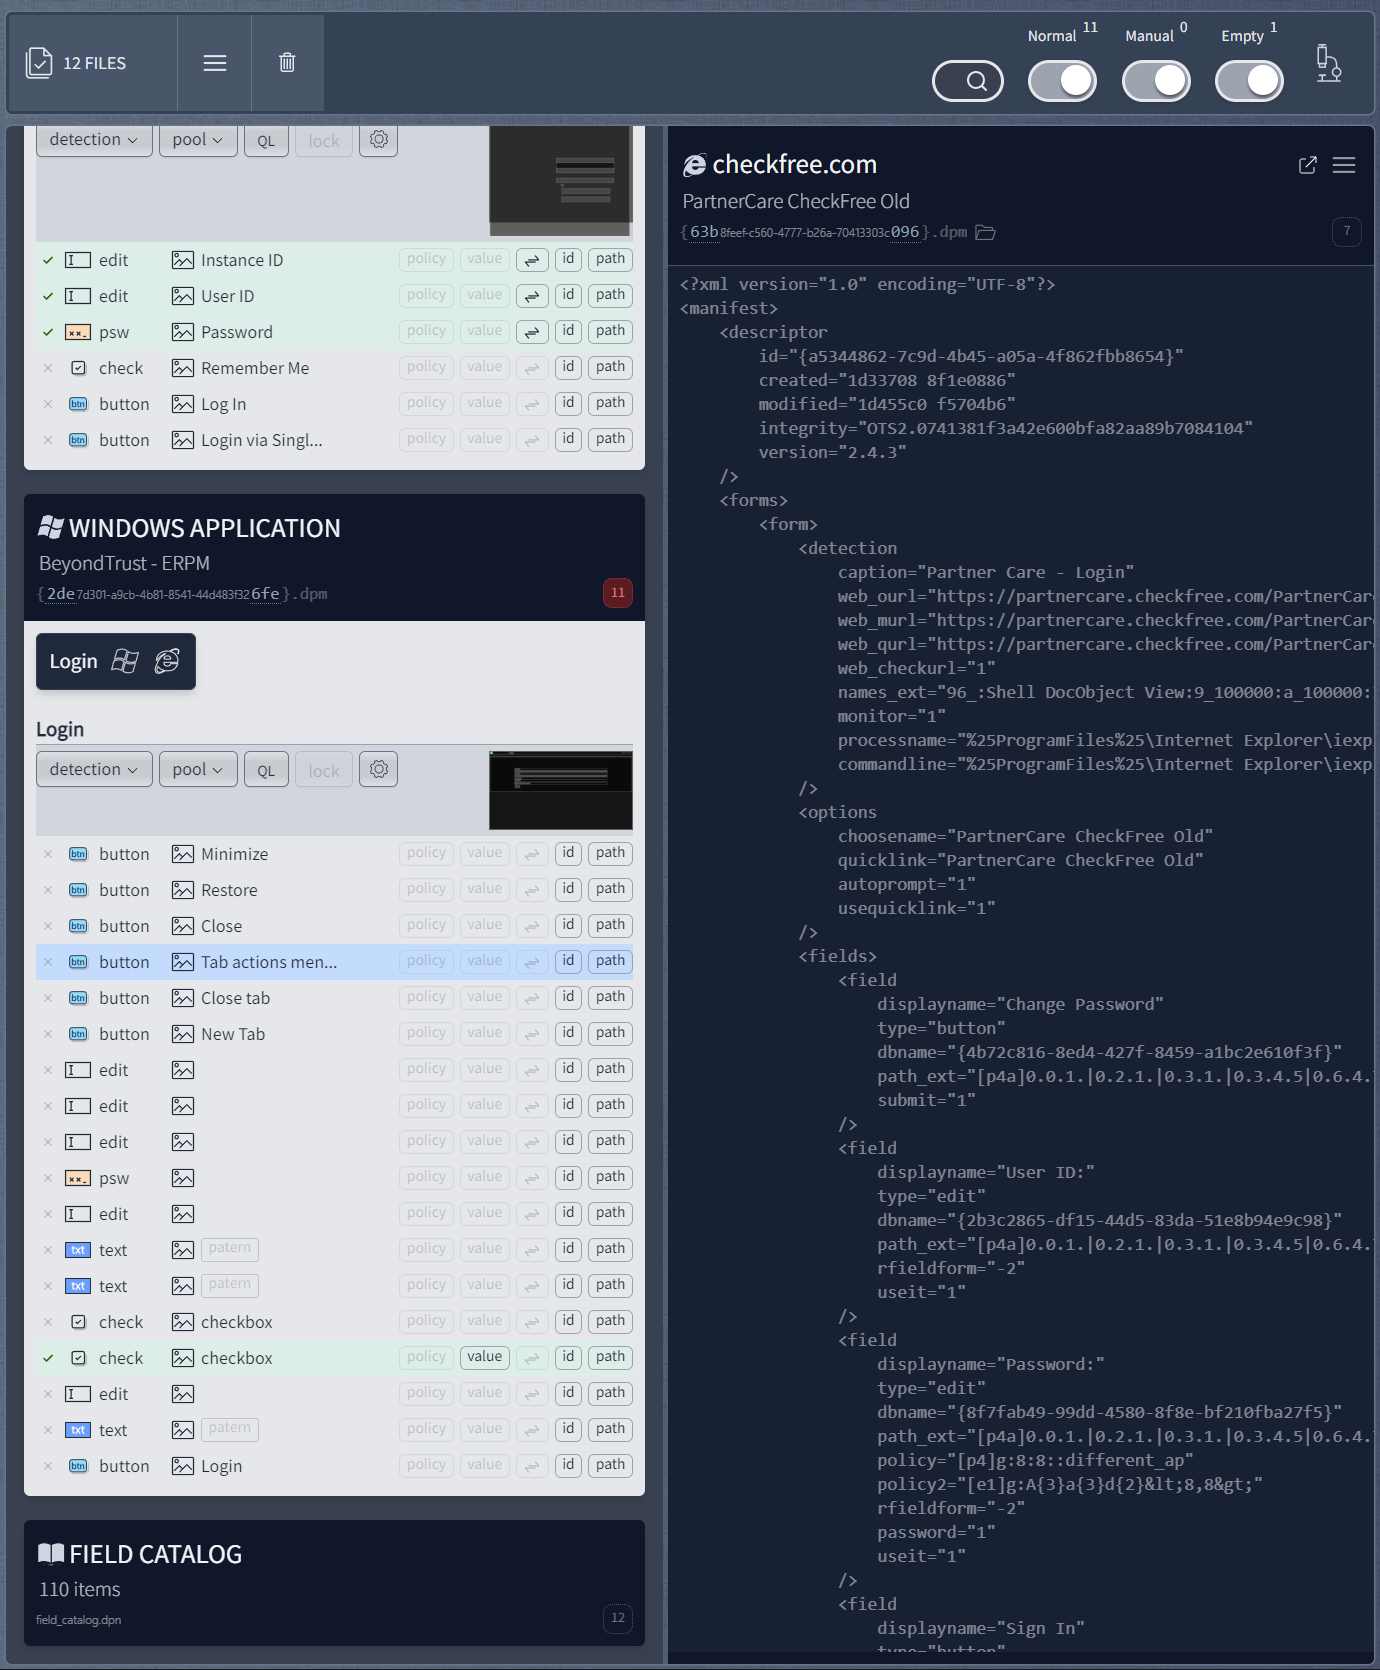 12 FILES
Normal 11
Manual 0
Empty 1
detection
pool
QL
lock
edit Instance ID policy value id path
edit User ID policy value id path
psw Password policy value id path
check Remember Me policy value id path
btn button Log In policy value id path
btn button Login via Singl... policy value id path
WINDOWS APPLICATION
BeyondTrust - ERPM
{2de7d301-a9cb-4b81-8541-44d483f326fe}.dpm
11
Login
Login
detection
pool
QL
lock
btn button Minimize policy value id path
btn button Restore policy value id path
btn button Close policy value id path
btn button Tab actions men... policy value id path
btn button Close tab policy value id path
btn button New Tab policy value id path
edit policy value id path
edit policy value id path
edit policy value id path
psw policy value id path
edit policy value id path
txt text patern policy value id path
txt text patern policy value id path
check checkbox policy value id path
check checkbox policy value id path
edit policy value id path
txt text patern policy value id path
btn button Login policy value id path
FIELD CATALOG
110 items
field_catalog.dpn
12
checkfree.com
PartnerCare CheckFree Old
{63b8feef-c560-4777-b26a-70413303c096}.dpm
7
<?xml version="1.0" encoding="UTF-8"?>
<manifest>
<descriptor
id="{a5344862-7c9d-4b45-a05a-4f862fbb8654}"
created="1d33708 8f1e0886"
modified="1d455c0 f5704b6"
integrity="OTS2.0741381f3a42e600bfa82aa89b7084104"
version="2.4.3"
/>
<forms>
<form>
<detection
caption="Partner Care - Login"
web_ourl="https://partnercare.checkfree.com/PartnerCar
web_murl="https://partnercare.checkfree.com/PartnerCar
web_qurl="https://partnercare.checkfree.com/PartnerCar
web_checkurl="1"
names_ext="96_:Shell DocObject View:9_100000:a_100000:
monitor="1"
processname="%25ProgramFiles%25\Internet Explorer\iexp
commandline="%25ProgramFiles%25\Internet Explorer\iexp
/>
<options
choosename="PartnerCare CheckFree Old"
quicklink="PartnerCare CheckFree Old"
autoprompt="1"
usequicklink="1"
/>
<fields>
<field
displayname="Change Password"
type="button"
dbname="{4b72c816-8ed4-427f-8459-a1bc2e610f3f}"
path_ext="[p4a]0.0.1.|0.2.1.|0.3.1.|0.3.4.5|0.6.4.
submit="1"
/>
<field
displayname="User ID:"
type="edit"
dbname="{2b3c2865-df15-44d5-83da-51e8b94e9c98}"
path_ext="[p4a]0.0.1.|0.2.1.|0.3.1.|0.3.4.5|0.6.4.
rfieldform="-2"
useit="1"
/>
<field
displayname="Password:"
type="edit"
dbname="{8f7fab49-99dd-4580-8f8e-bf210fba27f5}"
path_ext="[p4a]0.0.1.|0.2.1.|0.3.1.|0.3.4.5|0.6.4.
policy="[p4]g:8:8::different_ap"
policy2="[e1]g:A{3}a{3}d{2}&lt;8,8&gt;"
rfieldform="-2"
password="1"
useit="1"
/>
<field
displayname="Sign In"
type="button"